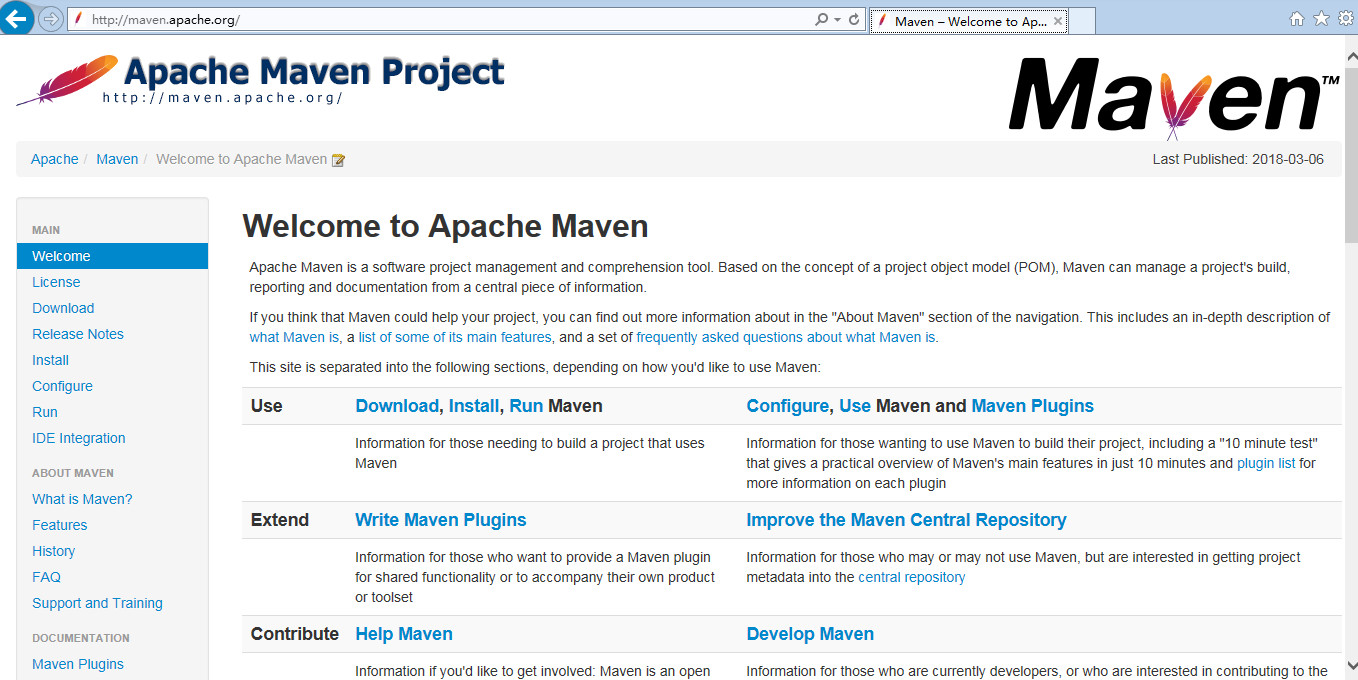 http://maven.apache.org/
Maven – Welcome to Ap...
Apache Maven Project
http://maven.apache.org/
Maven™
Apache / Maven / Welcome to Apache Maven
Last Published: 2018-03-06
MAIN
Welcome
License
Download
Release Notes
Install
Configure
Run
IDE Integration
ABOUT MAVEN
What is Maven?
Features
History
FAQ
Support and Training
DOCUMENTATION
Maven Plugins
Welcome to Apache Maven
Apache Maven is a software project management and comprehension tool. Based on the concept of a project object model (POM), Maven can manage a project's build,
reporting and documentation from a central piece of information.
If you think that Maven could help your project, you can find out more information about in the "About Maven" section of the navigation. This includes an in-depth description of
what Maven is, a list of some of its main features, and a set of frequently asked questions about what Maven is.
This site is separated into the following sections, depending on how you'd like to use Maven:
Use
Download, Install, Run Maven
Configure, Use Maven and Maven Plugins
Information for those needing to build a project that uses
Maven
Information for those wanting to use Maven to build their project, including a "10 minute test"
that gives a practical overview of Maven's main features in just 10 minutes and plugin list for
more information on each plugin
Extend
Write Maven Plugins
Improve the Maven Central Repository
Information for those who want to provide a Maven plugin
for shared functionality or to accompany their own product
or toolset
Information for those who may or may not use Maven, but are interested in getting project
metadata into the central repository
Contribute
Help Maven
Develop Maven
Information if you'd like to get involved: Maven is an open
Information for those who are currently developers, or who are interested in contributing to the